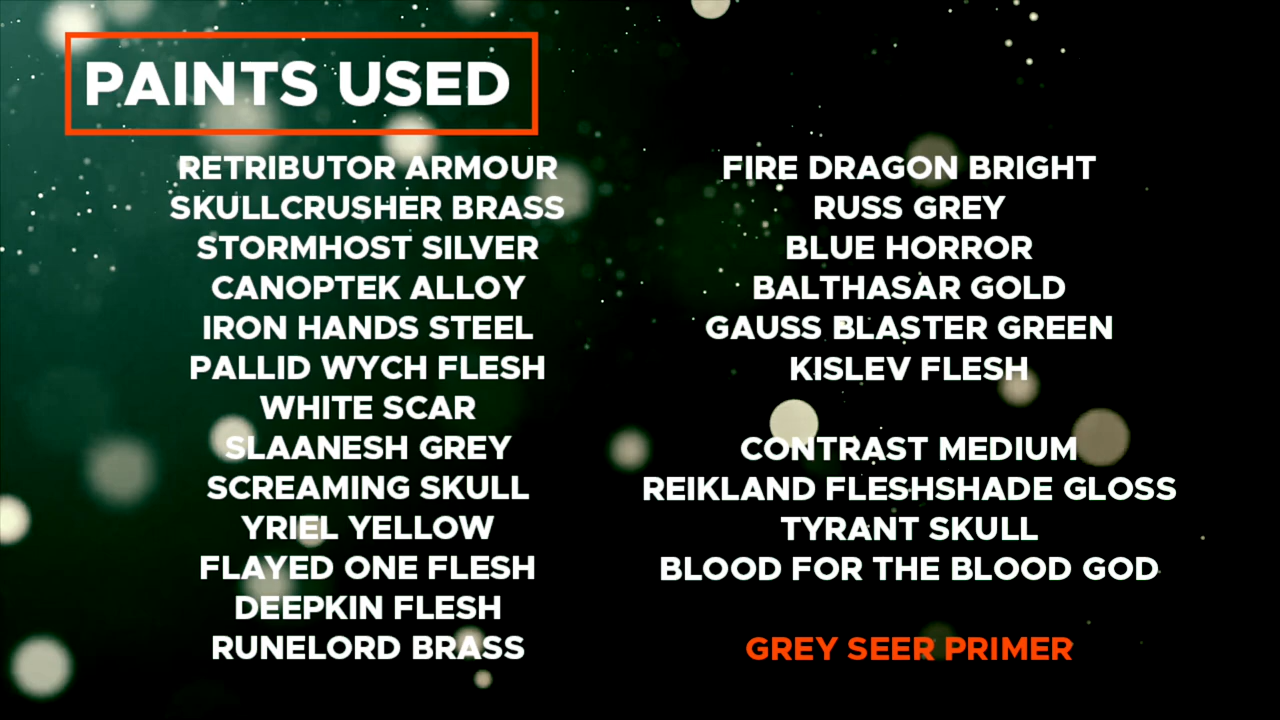 PAINTS USED
RETRIBUTOR ARMOUR
SKULLCRUSHER BRASS
STORMHOST SILVER
CANOPTEK ALLOY
IRON HANDS STEEL
PALLID WYCH FLESH
WHITE SCAR
SLAANESH GREY
SCREAMING SKULL
YRIEL YELLOW
FLAYED ONE FLESH
DEEPKIN FLESH
RUNELORD BRASS
FIRE DRAGON BRIGHT
RUSS GREY
BLUE HORROR
BALTHASAR GOLD
GAUSS BLASTER GREEN
KISLEV FLESH
CONTRAST MEDIUM
REIKLAND FLESHSHADE GLOSS
TYRANT SKULL
BLOOD FOR THE BLOOD GOD
GREY SEER PRIMER